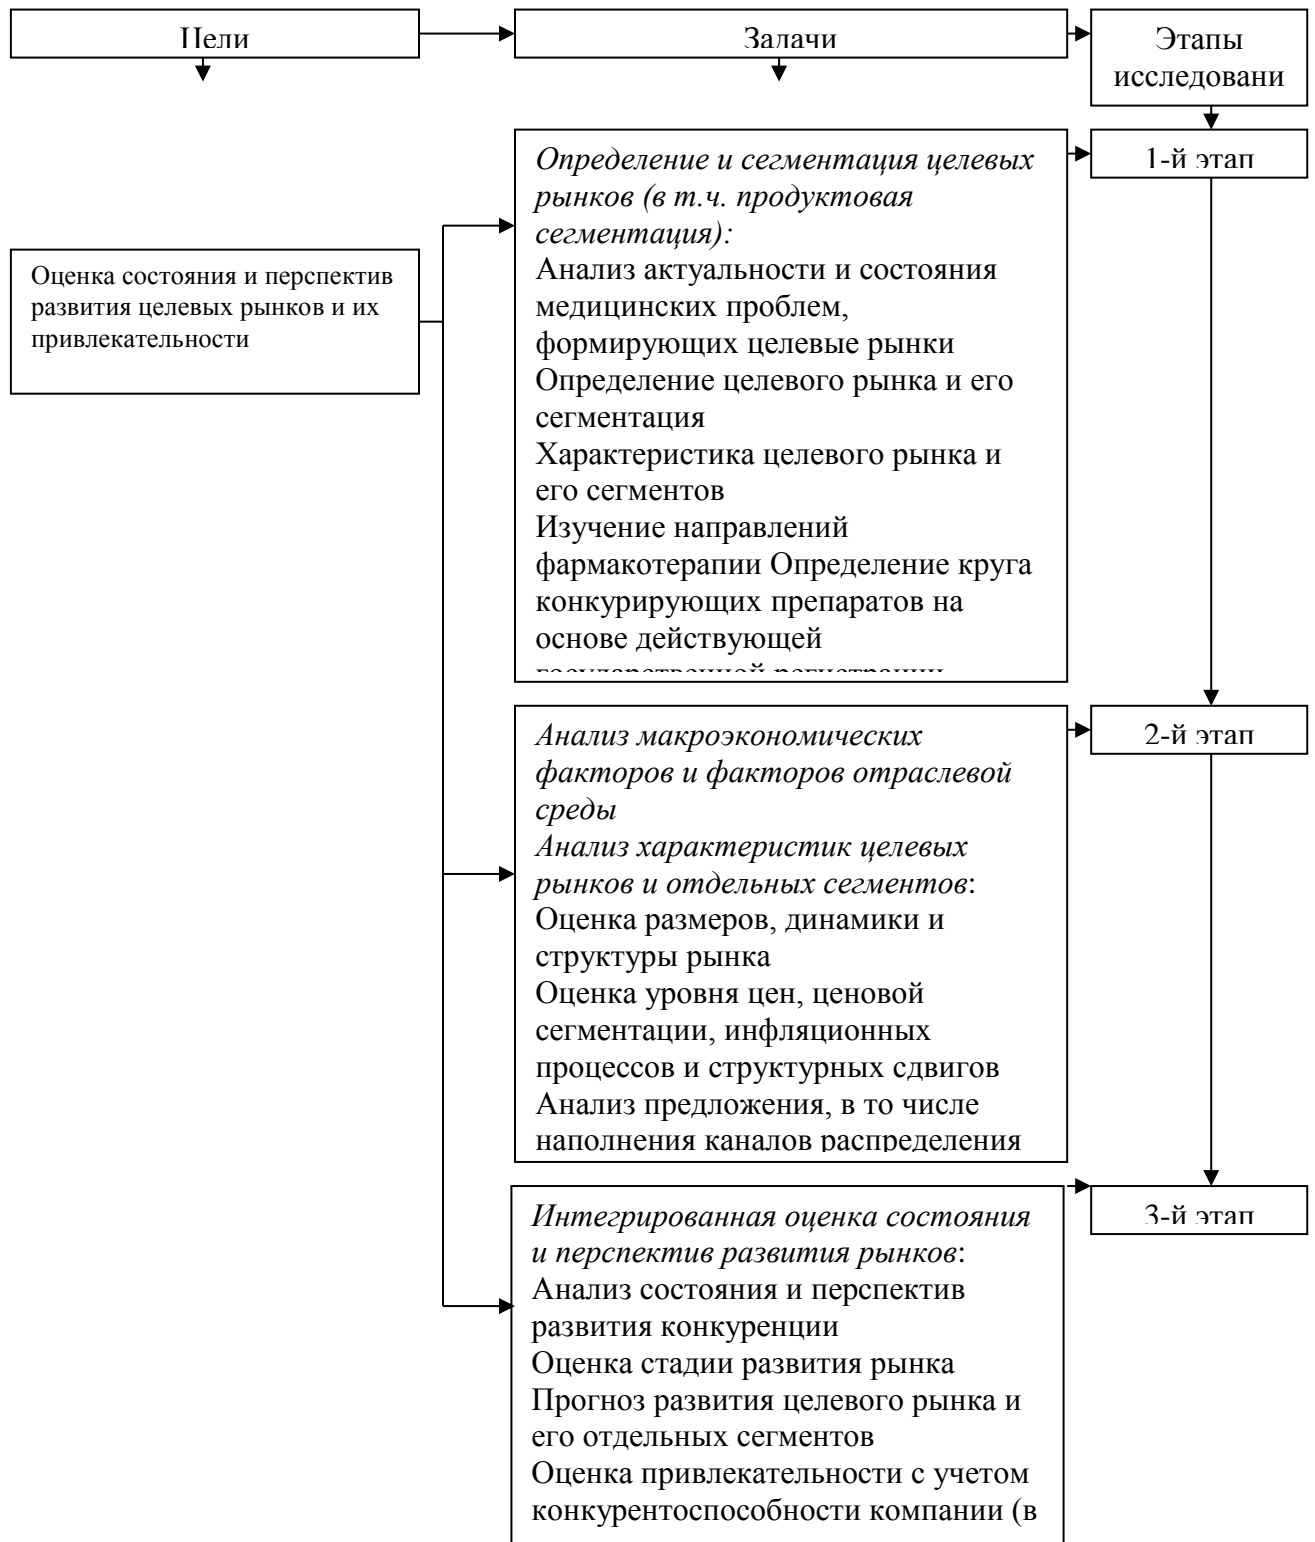 Цели
Задачи
Этапы
исследовани
Определение и сегментация целевых
рынков (в т.ч. продуктовая
сегментация):
Анализ актуальности и состояния
медицинских проблем,
формирующих целевые рынки
Определение целевого рынка и его
сегментация
Характеристика целевого рынка и
его сегментов
Изучение направлений
фармакотерапии Определение круга
конкурирующих препаратов на
основе действующей
государственной регистрации
1-й этап
Оценка состояния и перспектив
развития целевых рынков и их
привлекательности
Анализ макроэкономических
факторов и факторов отраслевой
среды
Анализ характеристик целевых
рынков и отдельных сегментов:
Оценка размеров, динамики и
структуры рынка
Оценка уровня цен, ценовой
сегментации, инфляционных
процессов и структурных сдвигов
Анализ предложения, в то числе
наполнения каналов распределения
2-й этап
Интегрированная оценка состояния
и перспектив развития рынков:
Анализ состояния и перспектив
развития конкуренции
Оценка стадии развития рынка
Прогноз развития целевого рынка и
его отдельных сегментов
Оценка привлекательности с учетом
конкурентоспособности компании (в
3-й этап